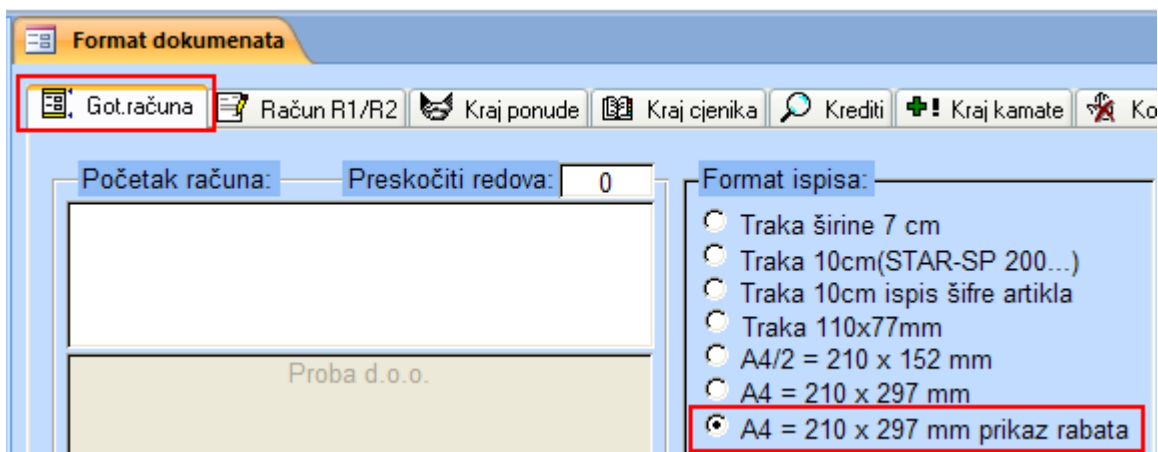 Format dokumenata
Got.računa Račun R1/R2 Kraj ponude Kraj cjenika Krediti Kraj kamate Ko
Početak računa: Preskočiti redova: 0
Proba d.o.o.
Format ispisa:
Traka širine 7 cm
Traka 10cm(STAR-SP 200...)
Traka 10cm ispis šifre artikla
Traka 110x77mm
A4/2 = 210 x 152 mm
A4 = 210 x 297 mm
A4 = 210 x 297 mm prikaz rabata